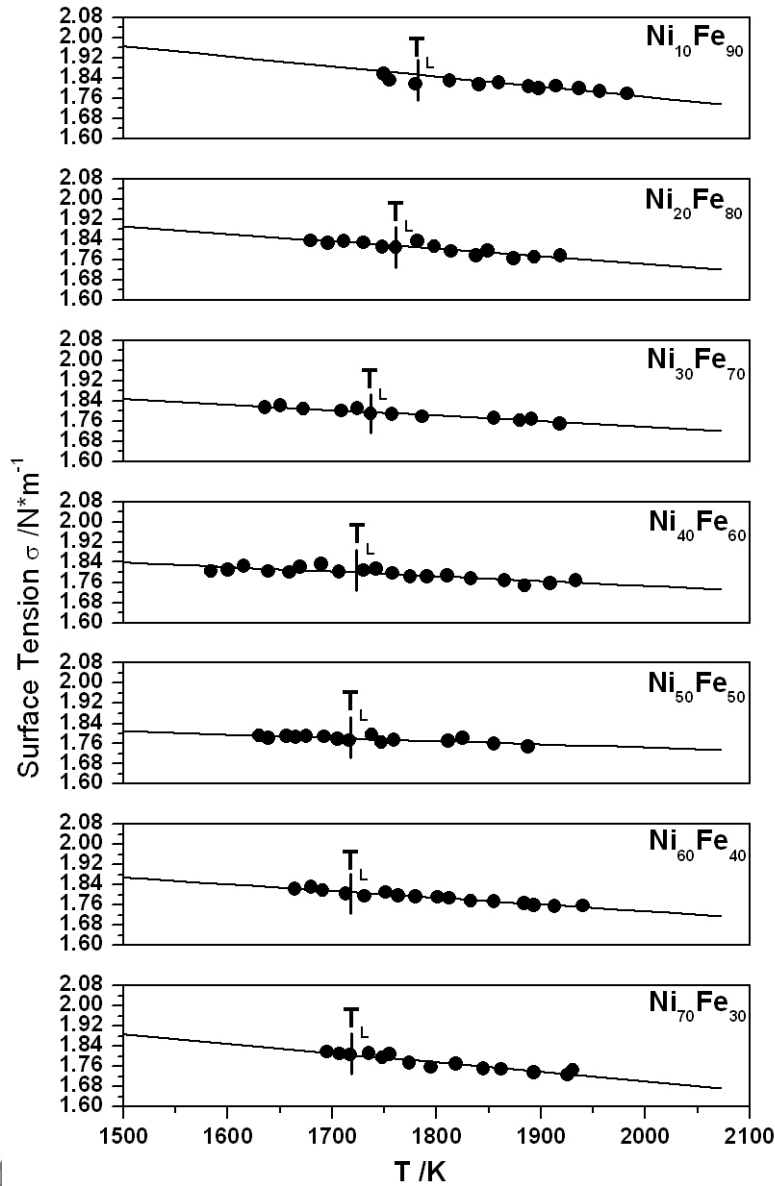 Surface Tension σ /N*m-1
2.08
2.00
1.92
1.84
1.76
1.68
1.60
TL
Ni10Fe90
2.08
2.00
1.92
1.84
1.76
1.68
1.60
TL
Ni20Fe80
2.08
2.00
1.92
1.84
1.76
1.68
1.60
TL
Ni30Fe70
2.08
2.00
1.92
1.84
1.76
1.68
1.60
TL
Ni40Fe60
2.08
2.00
1.92
1.84
1.76
1.68
1.60
TL
Ni50Fe50
2.08
2.00
1.92
1.84
1.76
1.68
1.60
TL
Ni60Fe40
2.08
2.00
1.92
1.84
1.76
1.68
1.60
TL
Ni70Fe30
1500 1600 1700 1800 1900 2000 2100
T /K